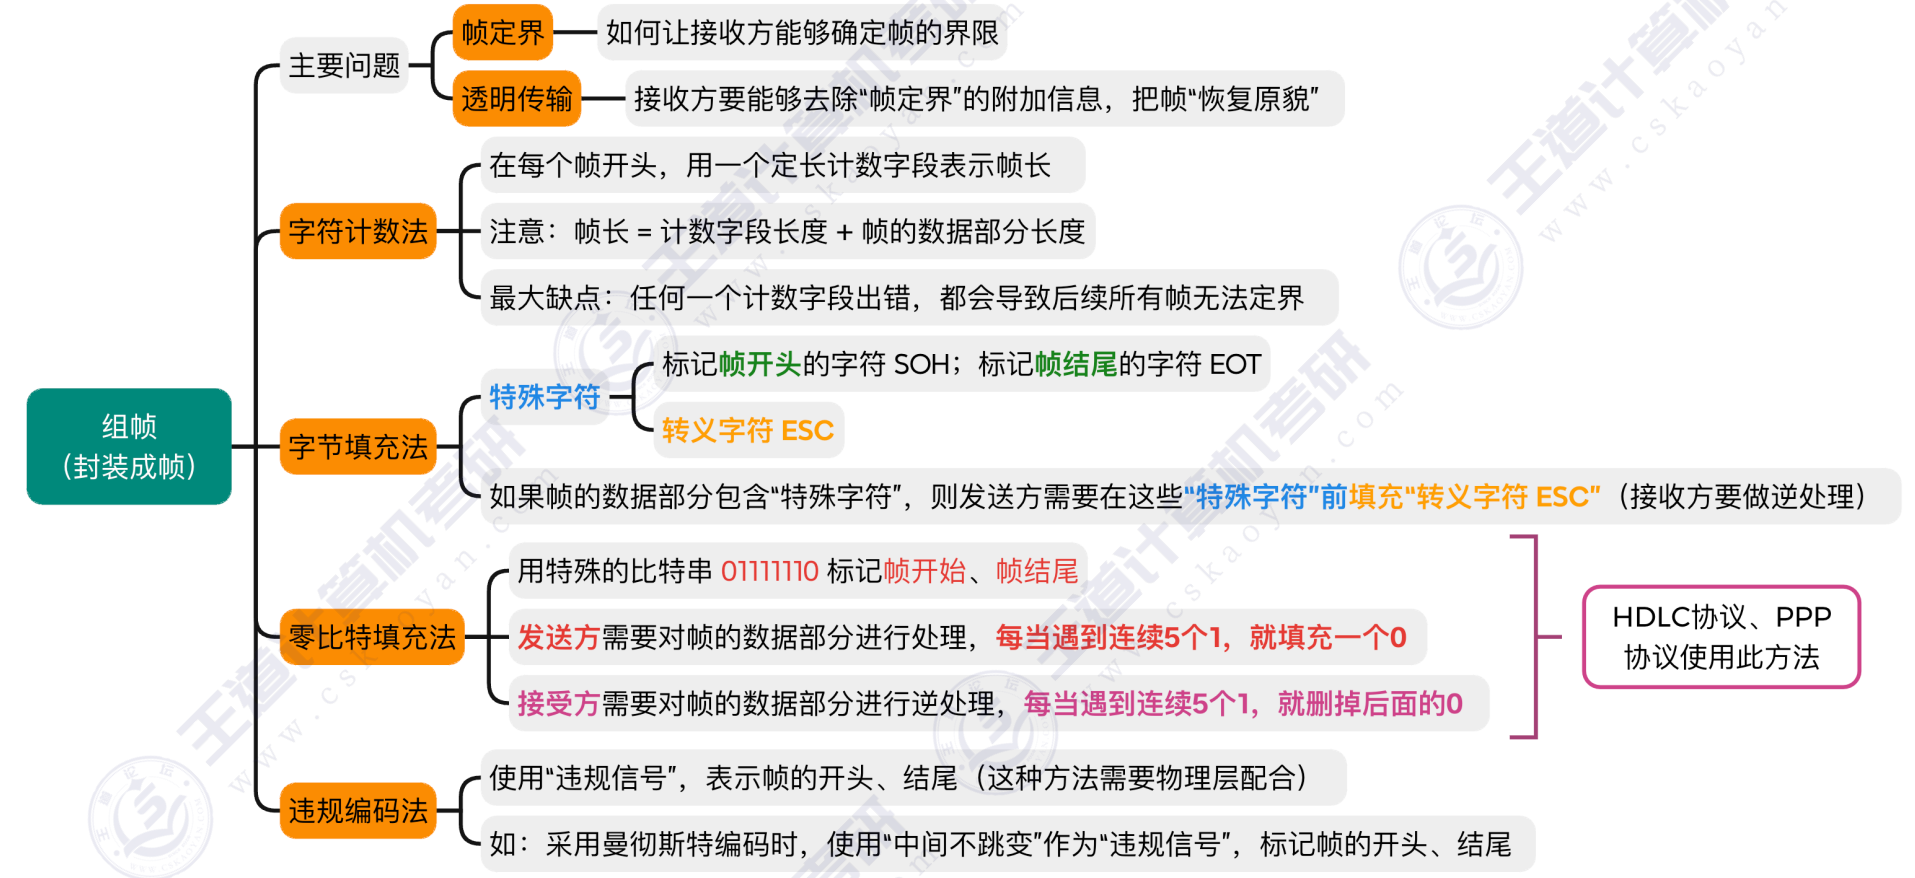 主要问题
帧定界
如何让接收方能够确定帧的界限
透明传输
接收方要能够去除“帧定界”的附加信息，把帧“恢复原貌”
字符计数法
在每个帧开头，用一个定长计数字段表示帧长
注意：帧长 = 计数字段长度 + 帧的数据部分长度
最大缺点：任何一个计数字段出错，都会导致后续所有帧无法定界
组帧
（封装成帧）
字节填充法
特殊字符
标记帧开头的字符 SOH；标记帧结尾的字符 EOT
转义字符 ESC
如果帧的数据部分包含“特殊字符”，则发送方需要在这些“特殊字符”前填充“转义字符 ESC”（接收方要做逆处理）
零比特填充法
用特殊的比特串 01111110 标记帧开始、帧结尾
发送方需要对帧的数据部分进行处理，每当遇到连续5个1，就填充一个0
接受方需要对帧的数据部分进行逆处理，每当遇到连续5个1，就删掉后面的0
HDLC协议、PPP
协议使用此方法
违规编码法
使用“违规信号”，表示帧的开头、结尾（这种方法需要物理层配合）
如：采用曼彻斯特编码时，使用“中间不跳变”作为“违规信号”，标记帧的开头、结尾
王道计算机考研
www.cskaoyan.com